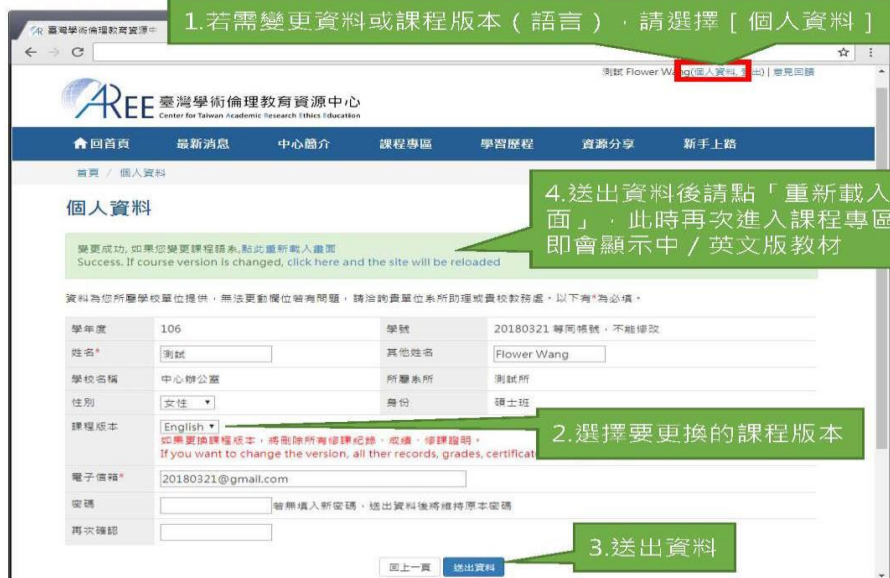 1.若需變更資料或課程版本（語言），請選擇［個人資料］
臺灣學術倫理教育資源中
測試 Flower Wang(個人資料, 登出) | 意見回饋
AREE 臺灣學術倫理教育資源中心
Center for Taiwan Academic Research Ethics Education
回首頁 最新消息 中心簡介 課程專區 學習歷程 資源分享 新手上路
首頁 / 個人資料
個人資料
4.送出資料後請點「重新載入
面」，此時再次進入課程專區
即會顯示中／英文版教材
變更成功, 如果您變更課程語系,點此重新載入畫面
Success. If course version is changed, click here and the site will be reloaded
資料為您所屬學校單位提供，無法更動欄位若有問題，請洽詢貴單位系所助理或貴校教務處。以下有*為必填。
學年度 106 學號 20180321 等同帳號，不能修改
姓名* 測試 其他姓名 Flower Wang
學校名稱 中心辦公室 所屬系所 測試所
性別 女性 身份 碩士班
課程版本 English
如果更換課程版本，將刪除所有修課紀錄、成績、修課證明。
If you want to change the version, all ther records, grades, certificat
2.選擇要更換的課程版本
電子信箱* 20180321@gmail.com
密碼 若無填入新密碼，送出資料後將維持原本密碼
再次確認
3.送出資料
回上一頁 送出資料